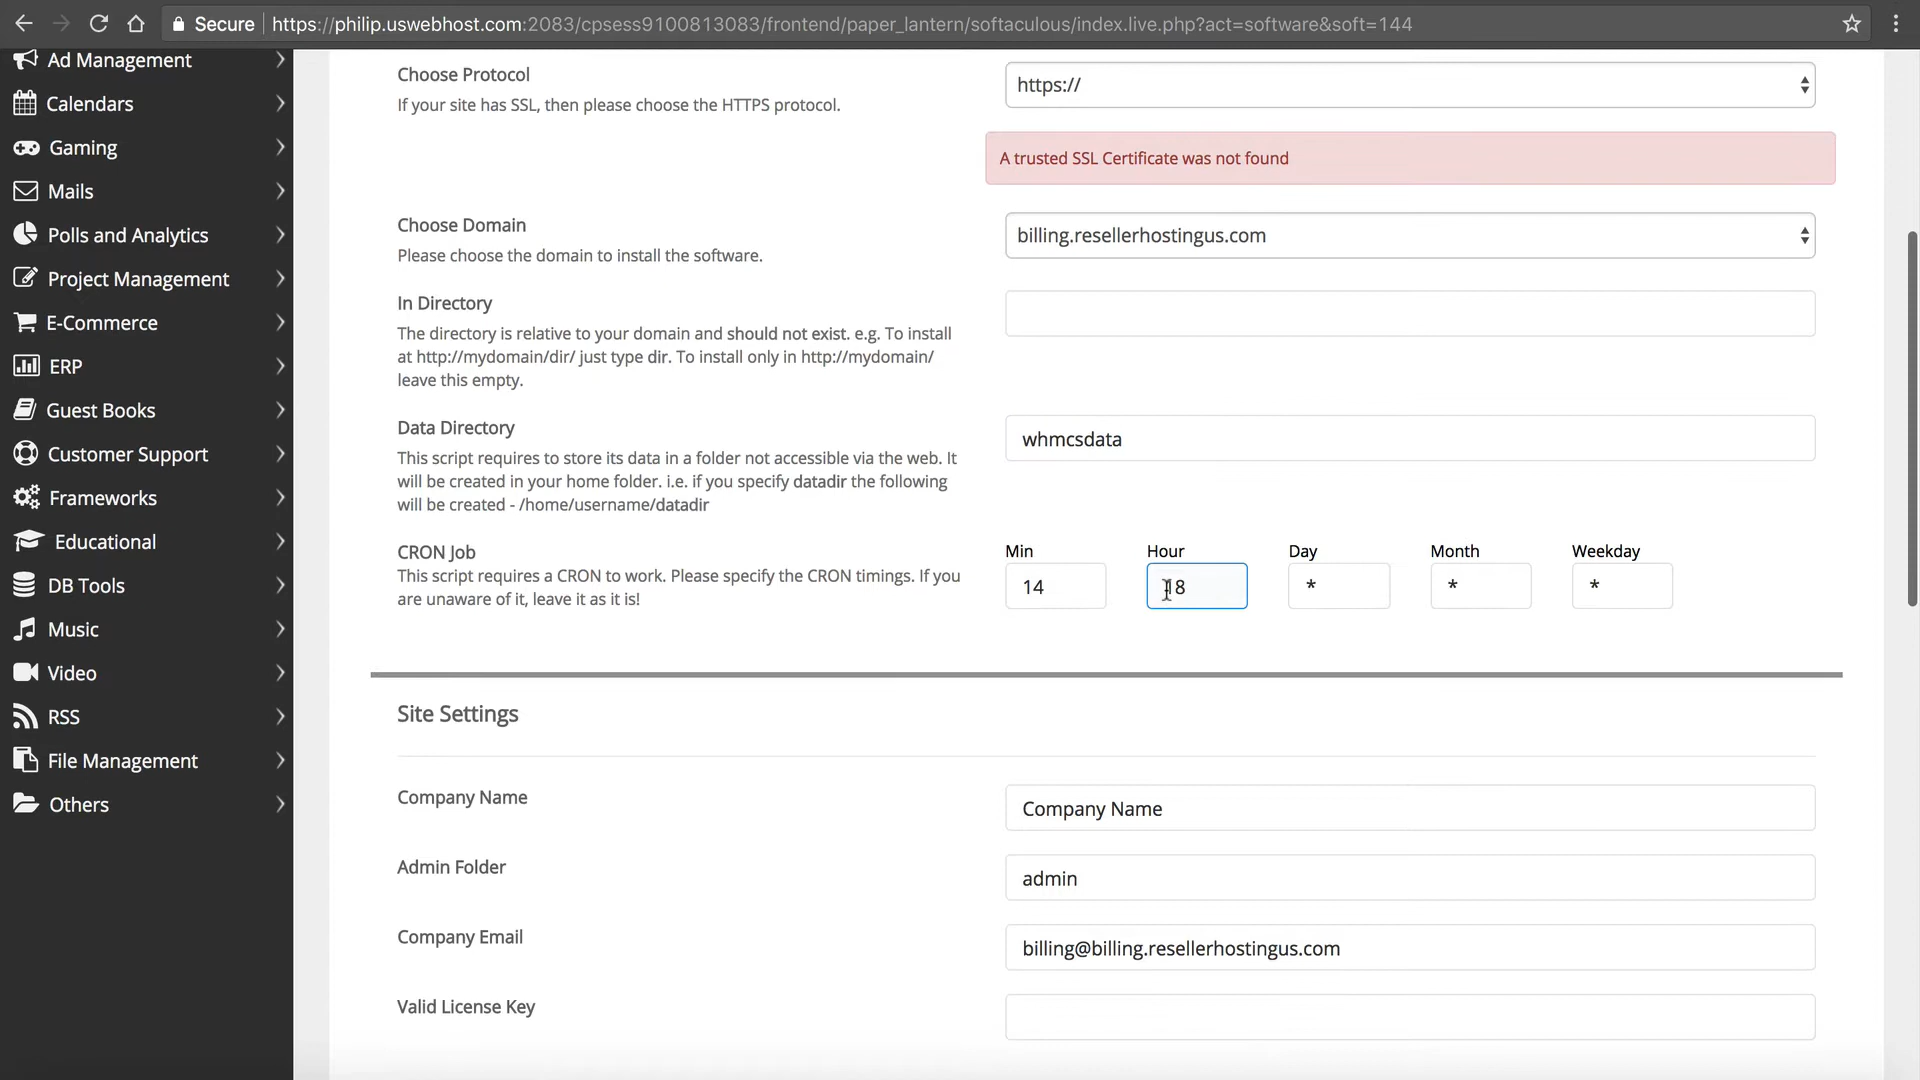 Secure | https://philip.uswebhost.com:2083/cpsess9100813083/frontend/paper_lantern/softaculous/index.live.php?act=software&soft=144
Ad Management
Calendars
Gaming
Mails
Polls and Analytics
Project Management
E-Commerce
ERP
Guest Books
Customer Support
Frameworks
Educational
DB Tools
Music
Video
RSS
File Management
Others
Choose Protocol
If your site has SSL, then please choose the HTTPS protocol.
https://
A trusted SSL Certificate was not found
Choose Domain
Please choose the domain to install the software.
billing.resellerhostingus.com
In Directory
The directory is relative to your domain and should not exist. e.g. To install
at http://mydomain/dir/ just type dir. To install only in http://mydomain/
leave this empty.
Data Directory
This script requires to store its data in a folder not accessible via the web. It
will be created in your home folder. i.e. if you specify datadir the following
will be created - /home/username/datadir
whmcsdata
CRON Job
This script requires a CRON to work. Please specify the CRON timings. If you
are unaware of it, leave it as it is!
Min Hour Day Month Weekday
14 18 * * *
Site Settings
Company Name
Company Name
Admin Folder
admin
Company Email
billing@billing.resellerhostingus.com
Valid License Key